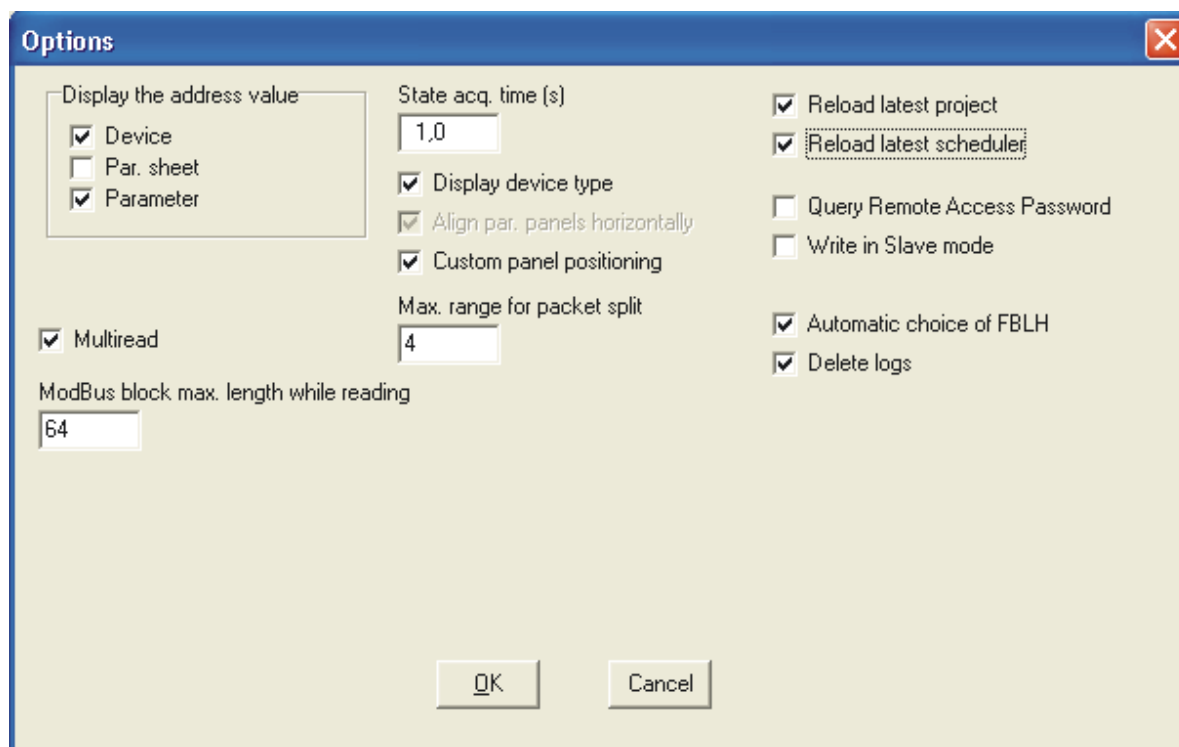 Options
Display the address value
Device
Par. sheet
Parameter
Multiread
ModBus block max. length while reading
64
State acq. time (s)
1,0
Display device type
Align par. panels horizontally
Custom panel positioning
Max. range for packet split
4
Reload latest project
Reload latest scheduler
Query Remote Access Password
Write in Slave mode
Automatic choice of FBLH
Delete logs
OK
Cancel